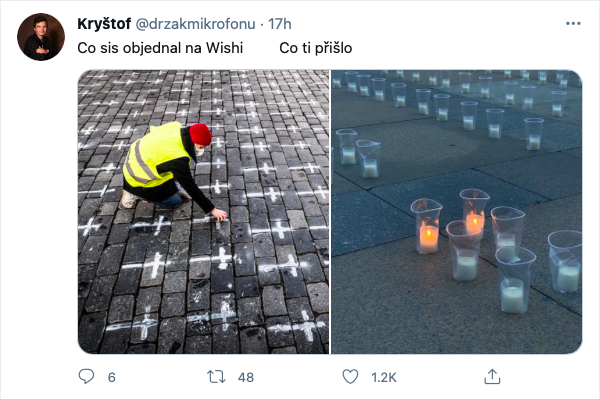 Kryštof @drzakmikrofonu · 17h
Co sis objednal na Wishi Co ti přišlo
6 48 1.2K